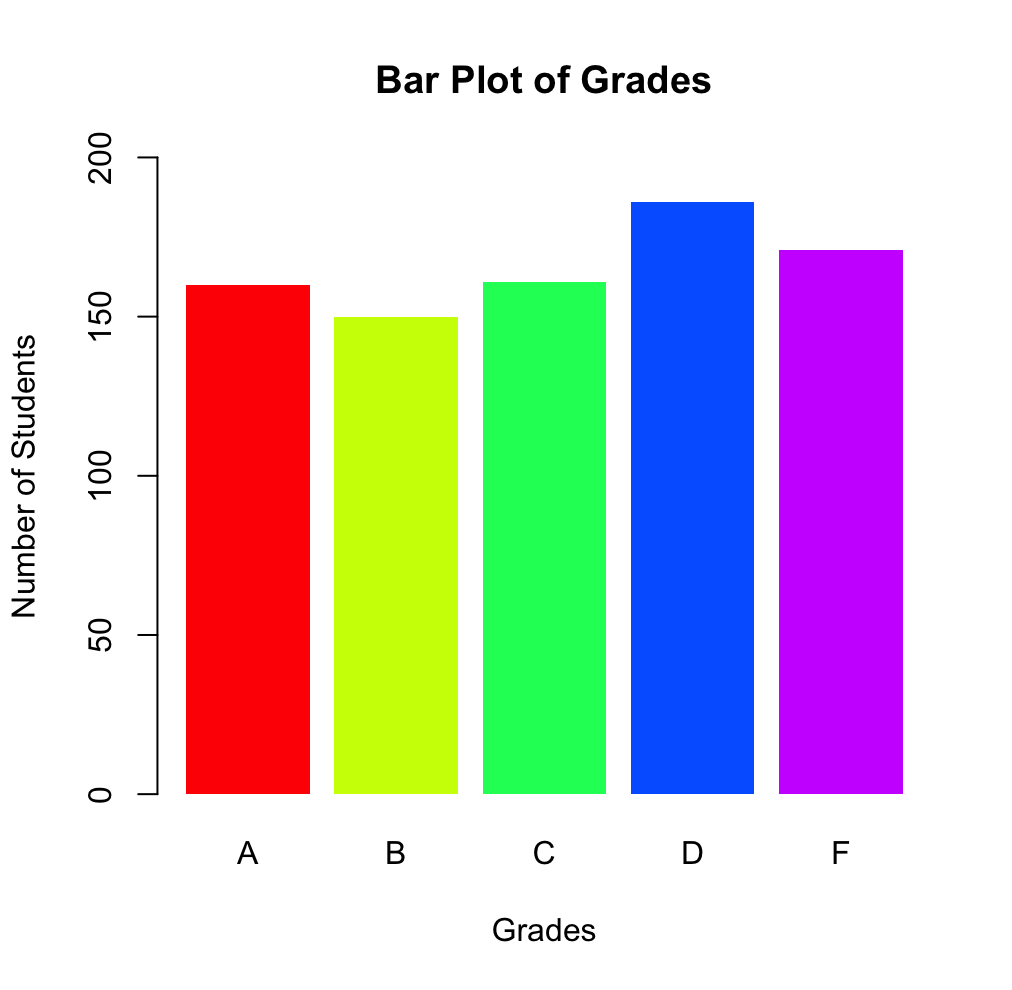 Bar Plot of Grades
200
150
100
50
0
Number of Students
A B C D F
Grades